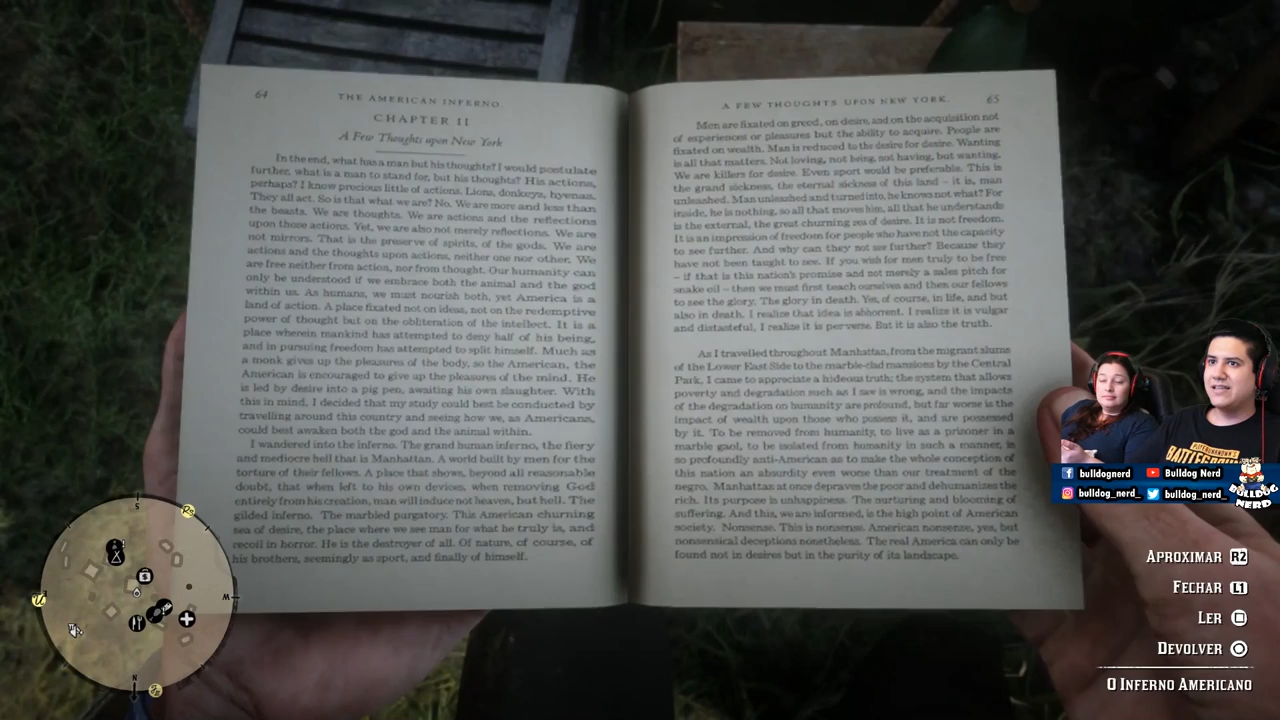 64
THE AMERICAN INFERNO.
CHAPTER II
A Few Thoughts upon New York
In the end, what has a man but his thoughts? I would postulate
further, what is a man to stand for, but his thoughts? His actions,
perhaps? I know precious little of actions. Lions, donkeys, hyenas.
They all act. So is that what we are? No. We are more and less than
the beasts. We are thoughts. We are actions and the reflections
upon those actions. Yet, we are also not merely reflections. We are
not mirrors. That is the preserve of spirits, of the gods. We are
actions and the thoughts upon actions, neither one nor other. We
are free neither from action, nor from thought. Our humanity can
only be understood if we embrace both the animal and the god
within us. As humans, we must nourish both, yet America is a
land of action. A place fixated not on ideas, not on the redemptive
power of thought but on the obliteration of the intellect. It is a
place wherein mankind has attempted to deny half of his being,
and in pursuing freedom has attempted to split himself. Much as
a monk gives up the pleasures of the body, so the American, the
American is encouraged to give up the pleasures of the mind. He
is led by desire into a pig pen, awaiting his own slaughter. With
this in mind, I decided that my study could best be conducted by
travelling around this country and seeing how we, as Americans,
could best awaken both the god and the animal within.
I wandered into the inferno. The grand human inferno, the fiery
and mediocre hell that is Manhattan. A world built by men for the
torture of their fellows. A place that shows, beyond all reasonable
doubt, that when left to his own devices, when removing God
entirely from his creation, man will induce not heaven, but hell. The
gilded inferno. The marbled purgatory. This American churning
sea of desire, the place where we see man for what he truly is, and
recoil in horror. He is the destroyer of all. Of nature, of course, of
his brothers, seemingly as sport, and finally of himself.
A FEW THOUGHTS UPON NEW YORK.
65
Men are fixated on greed, on desire, and on the acquisition not
of experiences or pleasures but the ability to acquire. People are
fixated on wealth. Man is reduced to the desire for desire. Wanting
is all that matters. Not loving, not being, not having, but wanting.
We are killers for desire. Even sport would be preferable. This is
the grand sickness, the eternal sickness of this land – it is, man
unleashed. Man unleashed and turned into, he knows not what? For
inside, he is nothing, so all that moves him, all that he understands
is the external, the great churning sea of desire. It is not freedom.
It is an impression of freedom for people who have not the capacity
to see further. And why can they not see further? Because they
have not been taught to see. If you wish for men truly to be free
– if that is this nation's promise and not merely a sales pitch for
snake oil – then we must first teach ourselves and then our fellows
to see the glory. The glory in death. Yes, of course, in life, and but
also in death. I realize that idea is abhorrent. I realize it is vulgar
and distasteful, I realize it is perverse. But it is also the truth.
As I travelled throughout Manhattan, from the migrant slums
of the Lower East Side to the marble-clad mansions by the Central
Park, I came to appreciate a hideous truth; the system that allows
poverty and degradation such as I saw is wrong, and the impacts
of the degradation on humanity are profound, but far worse is the
impact of wealth upon those who possess it, and are possessed
by it. To be removed from humanity, to live as a prisoner in a
marble gaol, to be isolated from humanity in such a manner, is
so profoundly anti-American as to make the whole conception of
this nation an absurdity even worse than our treatment of the
negro. Manhattan at once depraves the poor and dehumanizes the
rich. Its purpose is unhappiness. The nurturing and blooming of
suffering. And this, we are informed, is the high point of American
society. Nonsense. This is nonsense. American nonsense, yes, but
nonsensical deceptions nonetheless. The real America can only be
found not in desires but in the purity of its landscape.
bulldognerd
Bulldog Nerd
bulldog_nerd_
bulldog_nerd_
BULLDOG
NERD
APROXIMAR R2
FECHAR L1
LER
DEVOLVER
O INFERNO AMERICANO